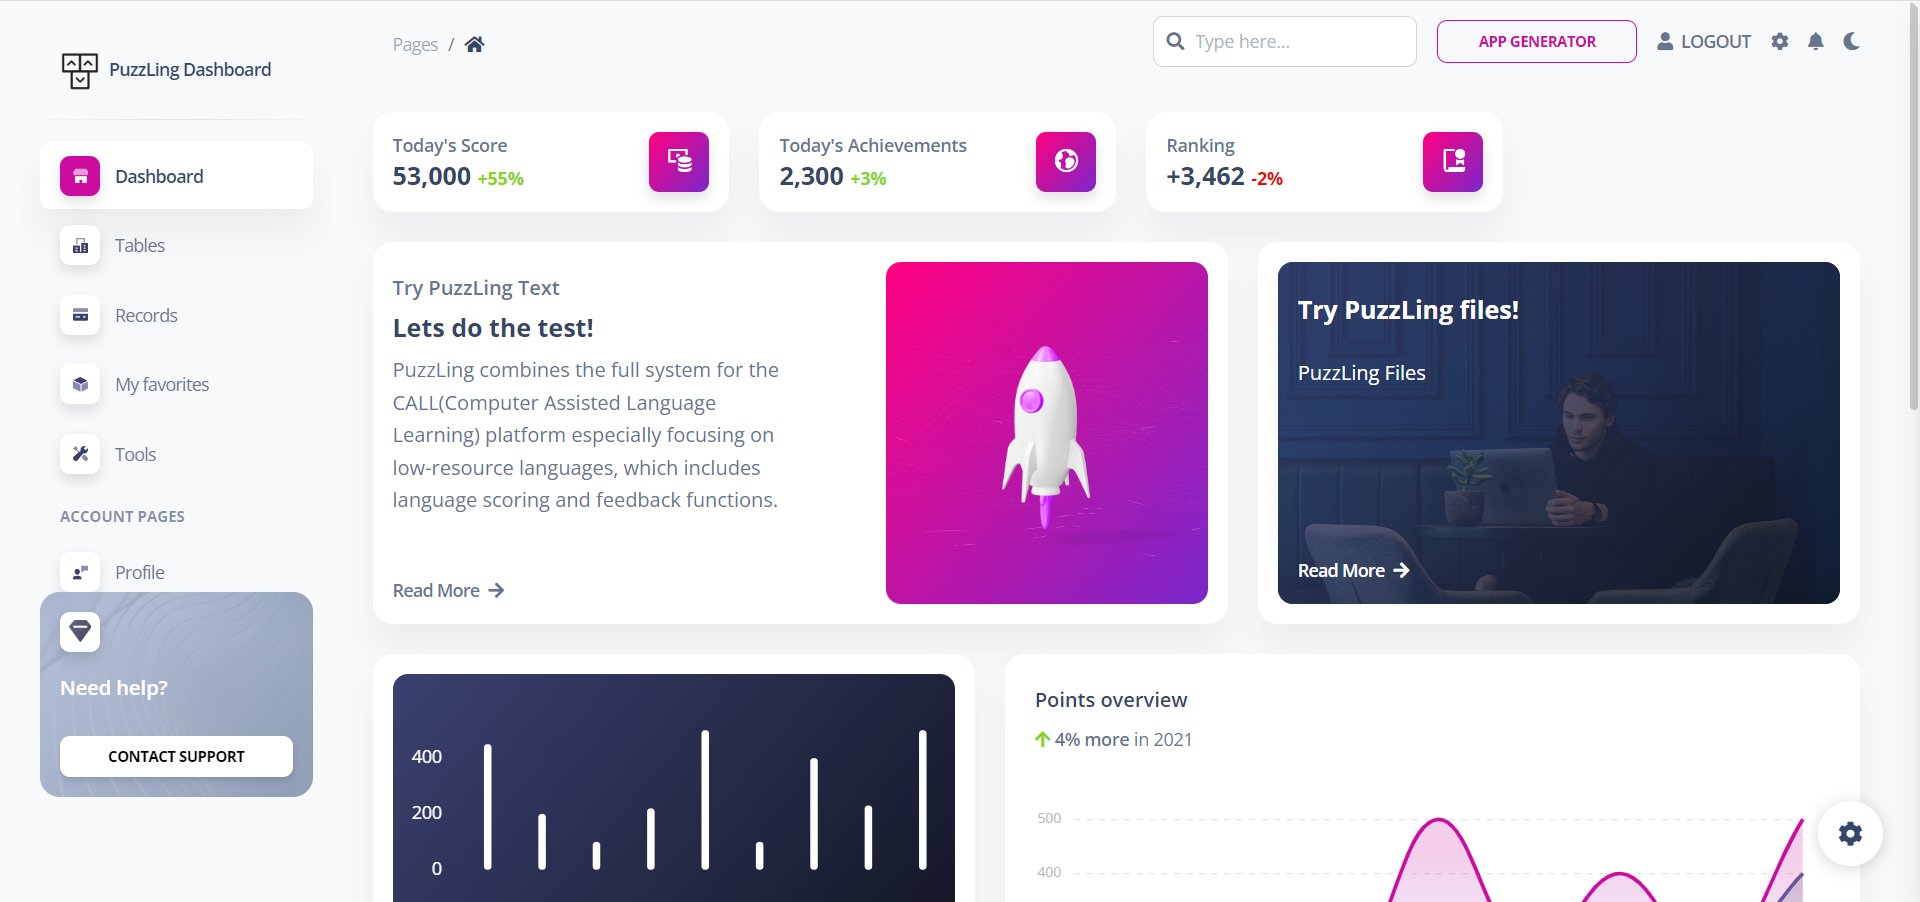 PuzzLing Dashboard
Dashboard
Tables
Records
My favorites
Tools
ACCOUNT PAGES
Profile
Need help?
CONTACT SUPPORT
Pages /
Type here...
APP GENERATOR
LOGOUT
Today's Score
53,000 +55%
Today's Achievements
2,300 +3%
Ranking
+3,462 -2%
Try PuzzLing Text
Lets do the test!
PuzzLing combines the full system for the
CALL(Computer Assisted Language
Learning) platform especially focusing on
low-resource languages, which includes
language scoring and feedback functions.
Read More
Try PuzzLing files!
PuzzLing Files
Read More
400
200
0
Points overview
4% more in 2021
500
400